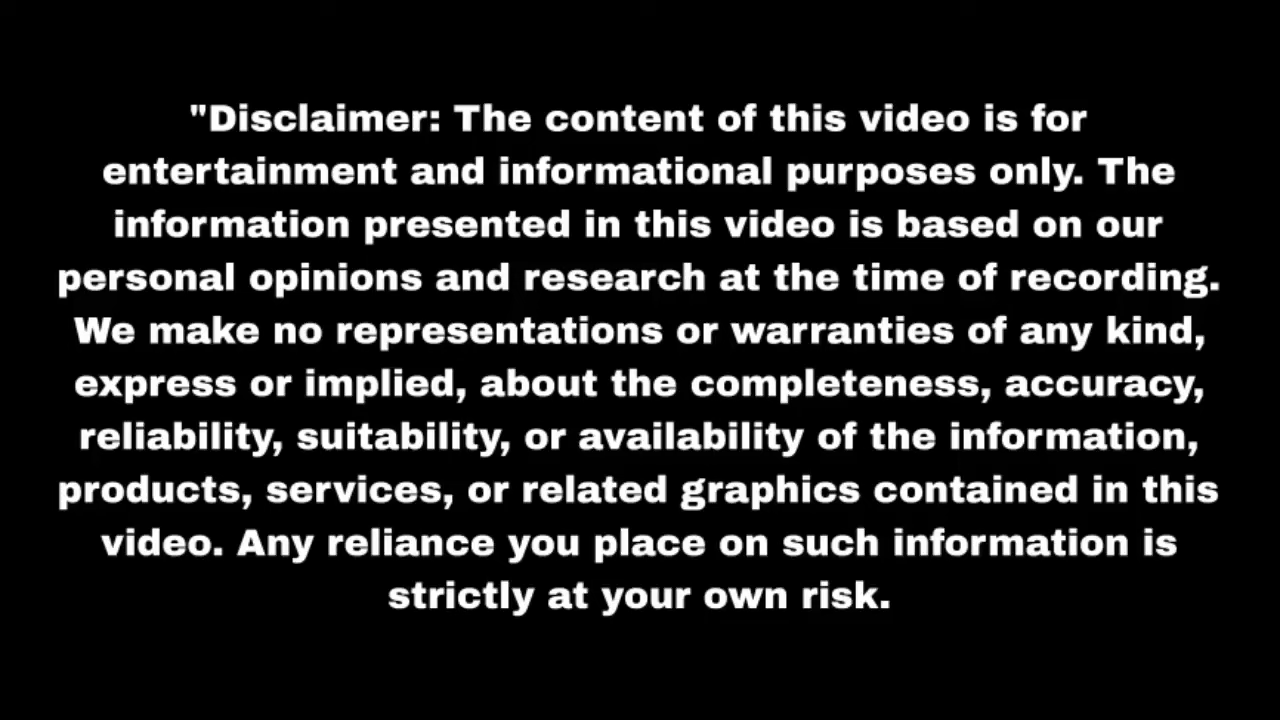 "Disclaimer: The content of this video is for
entertainment and informational purposes only. The
information presented in this video is based on our
personal opinions and research at the time of recording.
We make no representations or warranties of any kind,
express or implied, about the completeness, accuracy,
reliability, suitability, or availability of the information,
products, services, or related graphics contained in this
video. Any reliance you place on such information is
strictly at your own risk.